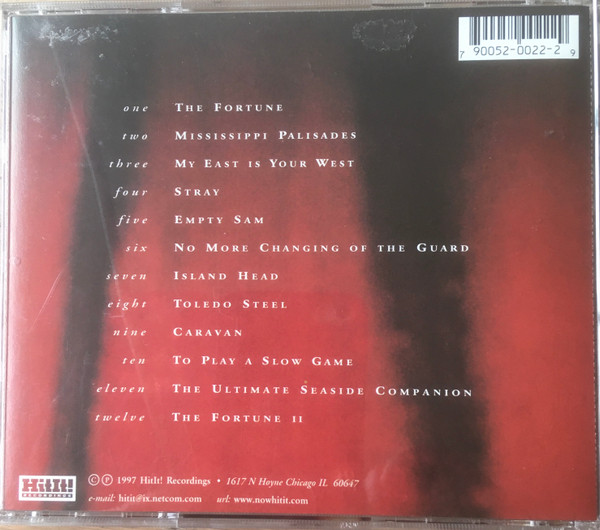 7 90052-0022-2 9
one THE FORTUNE
two MISSISSIPPI PALISADES
three MY EAST IS YOUR WEST
four STRAY
five EMPTY SAM
six NO MORE CHANGING OF THE GUARD
seven ISLAND HEAD
eight TOLEDO STEEL
nine CARAVAN
ten TO PLAY A SLOW GAME
eleven THE ULTIMATE SEASIDE COMPANION
twelve THE FORTUNE II
HitIt!
RECORDINGS
©℗ 1997 HitIt! Recordings • 1617 N Hoyne Chicago IL 60647
e-mail: hitit@ix.netcom.com url: www.nowhitit.com